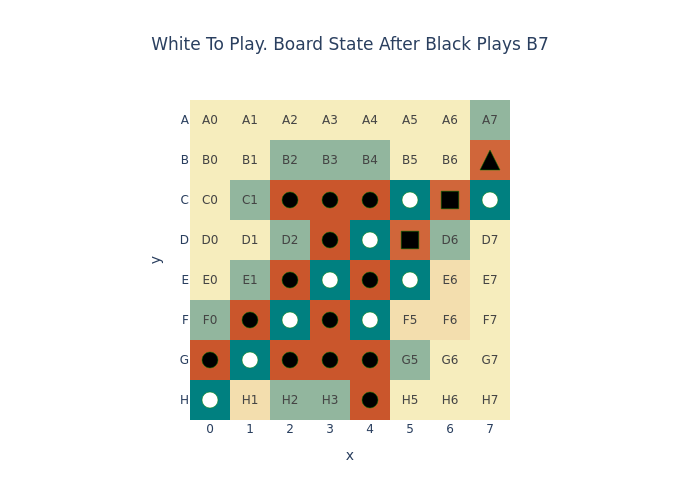 White To Play. Board State After Black Plays B7
A A0 A1 A2 A3 A4 A5 A6 A7
B B0 B1 B2 B3 B4 B5 B6
C C0 C1
D D0 D1 D2 D6 D7
y
E E0 E1 E6 E7
F F0 F5 F6 F7
G G5 G6 G7
H H1 H2 H3 H5 H6 H7
0 1 2 3 4 5 6 7
x